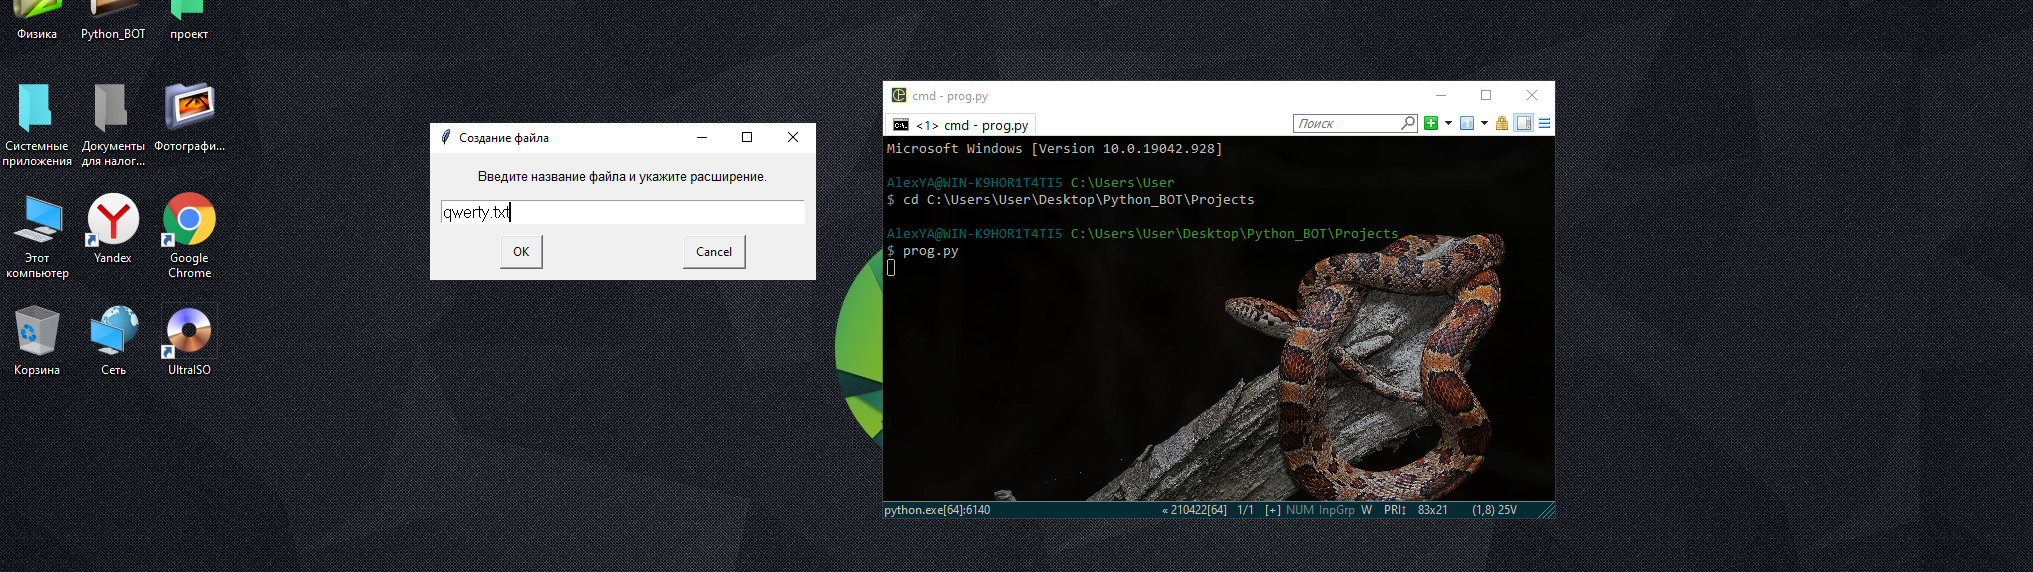 Физика
Python_BOT
проект
Системные приложения
Документы для налог...
Фотографи...
Этот компьютер
Yandex
Google Chrome
Корзина
Сеть
UltraISO
Создание файла
Введите название файла и укажите расширение.
qwerty.txt
OK
Cancel
cmd - prog.py
<1> cmd - prog.py
Поиск
Microsoft Windows [Version 10.0.19042.928]
AlexYA@WIN-K9HOR1T4TI5 C:\Users\User
$ cd C:\Users\User\Desktop\Python_BOT\Projects
AlexYA@WIN-K9HOR1T4TI5 C:\Users\User\Desktop\Python_BOT\Projects
$ prog.py
python.exe[64]:6140
« 210422[64] 1/1 [+] NUM InpGrp W PRI↕ 83x21 (1,8) 25V